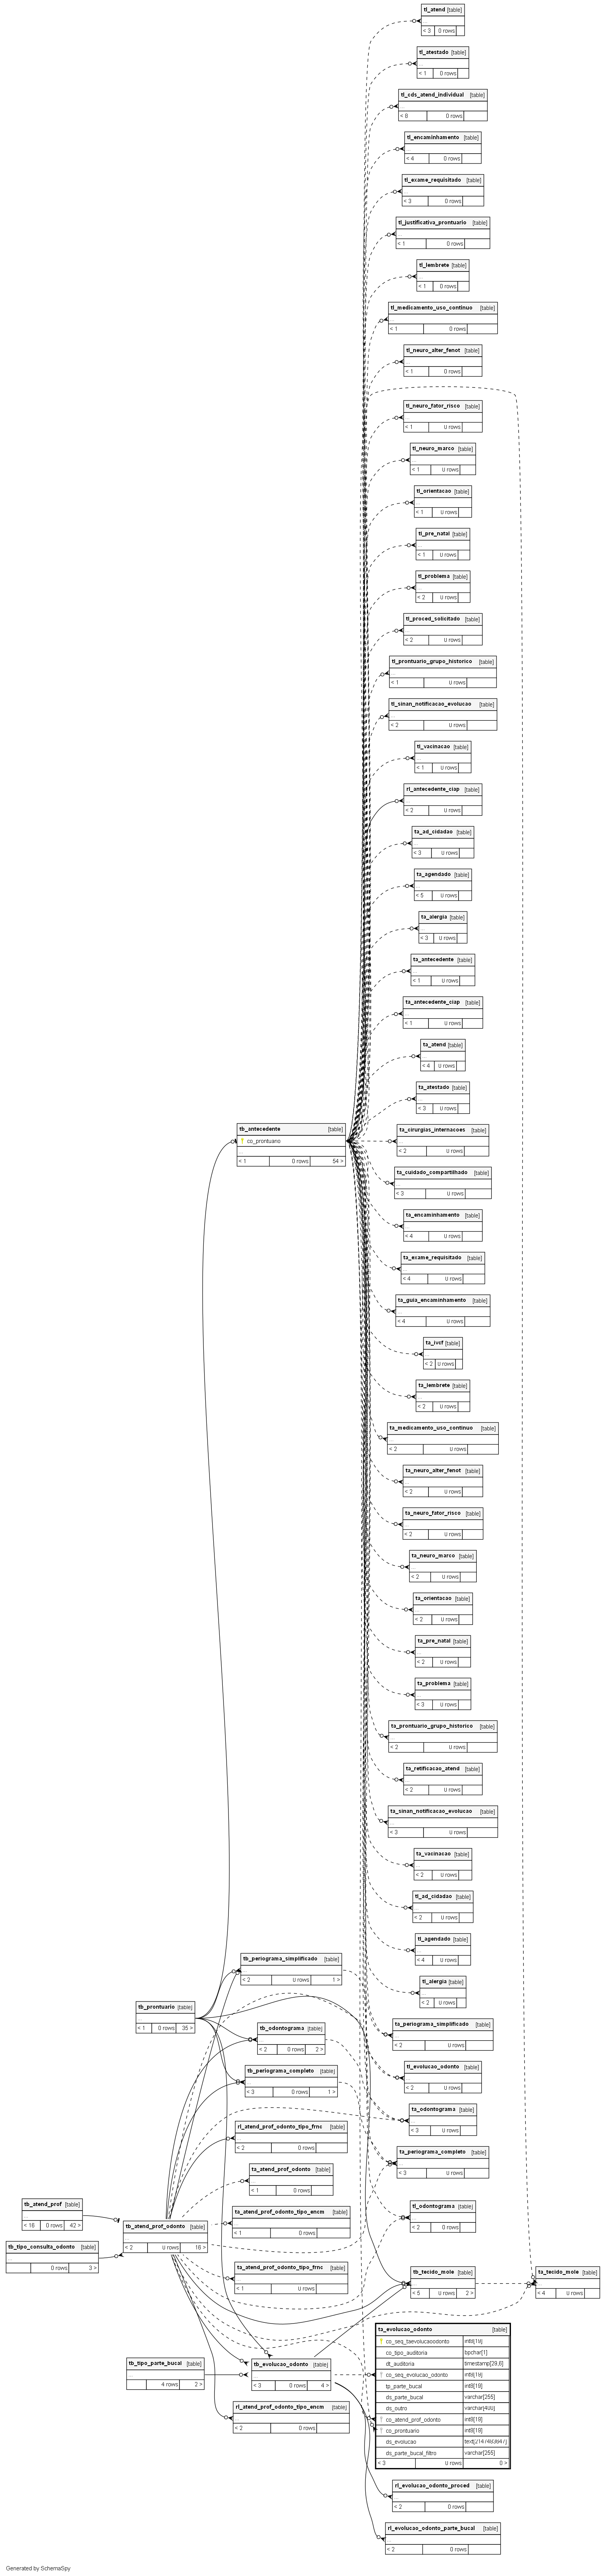 tl_atend [table]
...
< 3 0 rows
tl_atestado [table]
...
< 1 0 rows
tl_cds_atend_individual [table]
...
< 8 0 rows
tl_encaminhamento [table]
...
< 4 0 rows
tl_exame_requisitado [table]
...
< 3 0 rows
tl_justificativa_prontuario [table]
...
< 1 0 rows
tl_lembrete [table]
...
< 1 0 rows
tl_medicamento_uso_continuo [table]
...
< 1 0 rows
tl_neuro_alter_fenot [table]
...
< 1 0 rows
tl_neuro_fator_risco [table]
...
< 1 0 rows
tl_neuro_marco [table]
...
< 1 0 rows
tl_orientacao [table]
...
< 1 0 rows
tl_pre_natal [table]
...
< 1 0 rows
tl_problema [table]
...
< 2 0 rows
tl_proced_solicitado [table]
...
< 2 0 rows
tl_prontuario_grupo_historico [table]
...
< 1 0 rows
tl_sinan_notificacao_evolucao [table]
...
< 2 0 rows
tl_vacinacao [table]
...
< 1 0 rows
rl_antecedente_ciap [table]
...
< 2 0 rows
ta_ad_cidadao [table]
...
< 3 0 rows
ta_agendado [table]
...
< 5 0 rows
ta_alergia [table]
...
< 3 0 rows
ta_antecedente [table]
...
< 1 0 rows
ta_antecedente_ciap [table]
...
< 1 0 rows
ta_atend [table]
...
< 4 0 rows
ta_atestado [table]
...
< 3 0 rows
tb_antecedente [table]
co_prontuario
...
< 1 0 rows 54 >
ta_cirurgias_internacoes [table]
...
< 2 0 rows
ta_cuidado_compartilhado [table]
...
< 3 0 rows
ta_encaminhamento [table]
...
< 4 0 rows
ta_exame_requisitado [table]
...
< 4 0 rows
ta_guia_encaminhamento [table]
...
< 4 0 rows
ta_ivcf [table]
...
< 2 0 rows
ta_lembrete [table]
...
< 2 0 rows
ta_medicamento_uso_continuo [table]
...
< 2 0 rows
ta_neuro_alter_fenot [table]
...
< 2 0 rows
ta_neuro_fator_risco [table]
...
< 2 0 rows
ta_neuro_marco [table]
...
< 2 0 rows
ta_orientacao [table]
...
< 2 0 rows
ta_pre_natal [table]
...
< 2 0 rows
ta_problema [table]
...
< 3 0 rows
ta_prontuario_grupo_historico [table]
...
< 2 0 rows
ta_retificacao_atend [table]
...
< 2 0 rows
ta_sinan_notificacao_evolucao [table]
...
< 3 0 rows
ta_vacinacao [table]
...
< 2 0 rows
tl_ad_cidadao [table]
...
< 2 0 rows
tl_agendado [table]
...
< 4 0 rows
tb_periograma_simplificado [table]
...
< 2 0 rows 1 >
tl_alergia [table]
...
< 2 0 rows
tb_prontuario [table]
...
< 1 0 rows 35 >
ta_periograma_simplificado [table]
...
< 2 0 rows
tb_odontograma [table]
...
< 2 0 rows 2 >
tl_evolucao_odonto [table]
...
< 2 0 rows
tb_periograma_completo [table]
...
< 3 0 rows 1 >
ta_odontograma [table]
...
< 3 0 rows
rl_atend_prof_odonto_tipo_frnc [table]
...
< 2 0 rows
ta_periograma_completo [table]
...
< 3 0 rows
ta_atend_prof_odonto [table]
...
< 1 0 rows
tb_atend_prof [table]
...
< 16 0 rows 42 >
tl_odontograma [table]
...
< 2 0 rows
ta_atend_prof_odonto_tipo_encm [table]
...
< 1 0 rows
tb_atend_prof_odonto [table]
...
< 2 0 rows 16 >
tb_tipo_consulta_odonto [table]
...
0 rows 3 >
ta_atend_prof_odonto_tipo_frnc [table]
...
< 1 0 rows
tb_tecido_mole [table]
...
< 5 0 rows 2 >
ta_tecido_mole [table]
...
< 4 0 rows
tb_tipo_parte_bucal [table]
...
4 rows 2 >
tb_evolucao_odonto [table]
...
< 3 0 rows 4 >
rl_atend_prof_odonto_tipo_encm [table]
...
< 2 0 rows
ta_evolucao_odonto [table]
co_seq_taevolucaoodonto int8[19]
co_tipo_auditoria bpchar[1]
dt_auditoria timestamp[29,6]
co_seq_evolucao_odonto int8[19]
tp_parte_bucal int8[19]
ds_parte_bucal varchar[255]
ds_outro varchar[400]
co_atend_prof_odonto int8[19]
co_prontuario int8[19]
ds_evolucao text[2147483647]
ds_parte_bucal_filtro varchar[255]
< 3 0 rows 0 >
rl_evolucao_odonto_proced [table]
...
< 2 0 rows
rl_evolucao_odonto_parte_bucal [table]
...
< 2 0 rows
Generated by SchemaSpy